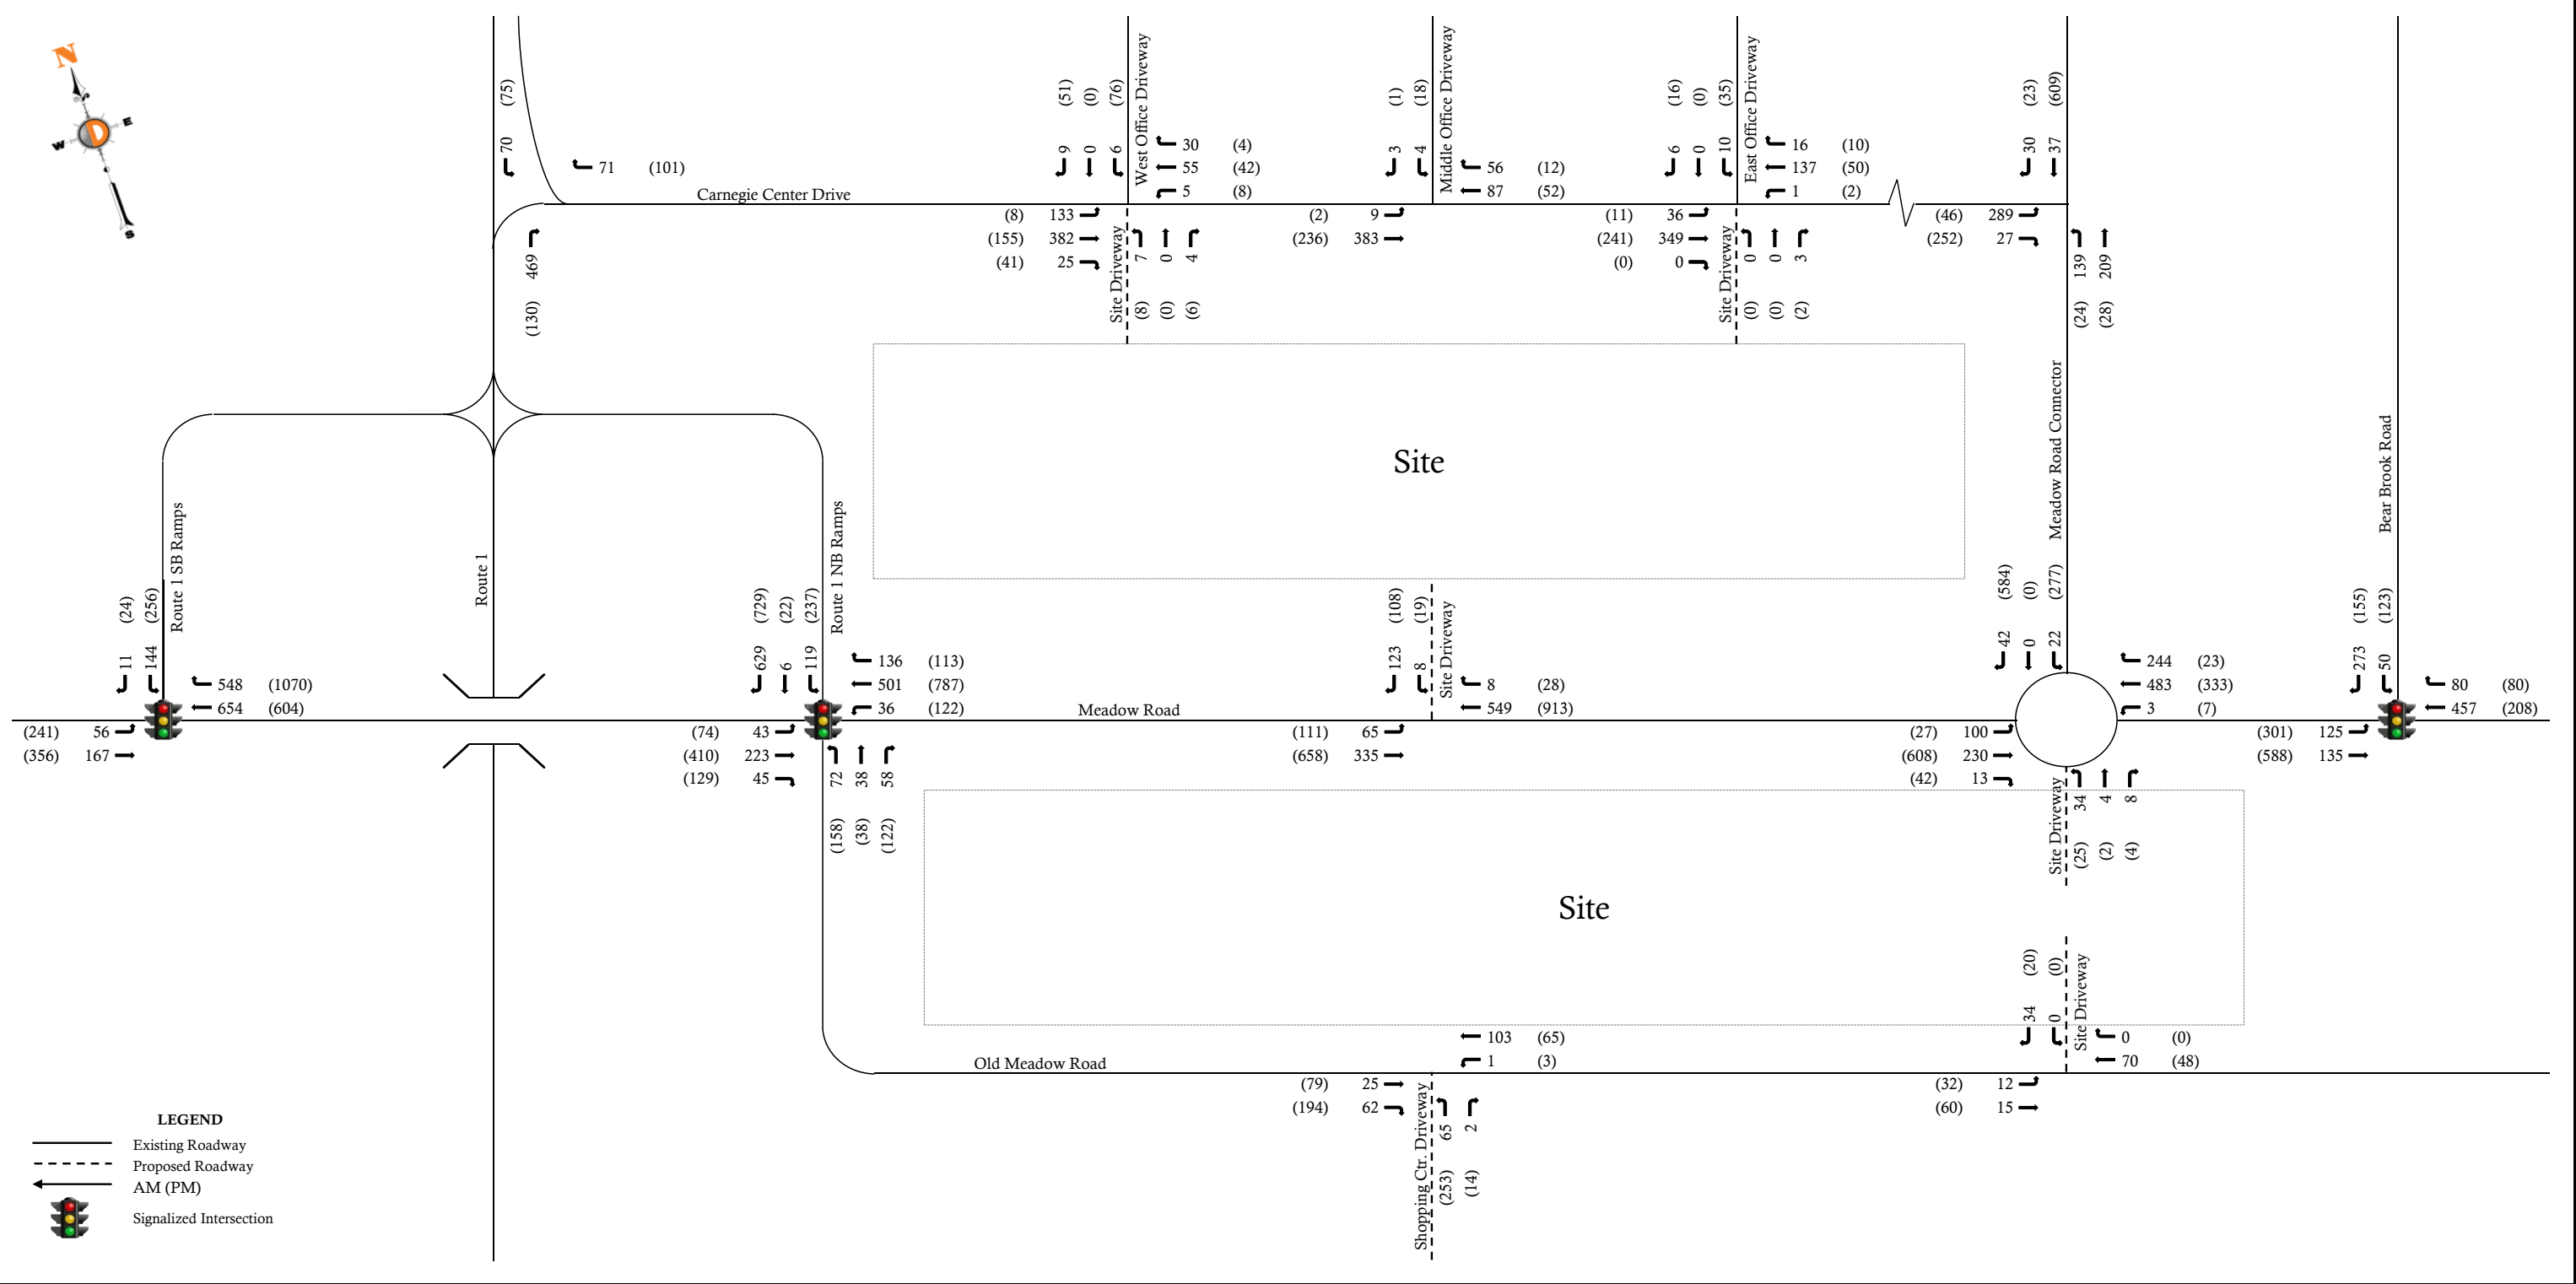 N
E
W
S
D
(75)
70
71 (101)
Carnegie Center Drive
469
(130)
(51) (0) (76)
9 0 6
West Office Driveway
30 (4)
55 (42)
5 (8)
(8) 133
(155) 382
(41) 25
Site Driveway
7 0 4
(8) (0) (6)
(1) (18)
3 4
Middle Office Driveway
56 (12)
87 (52)
(2) 9
(236) 383
(16) (0) (35)
6 0 10
East Office Driveway
16 (10)
137 (50)
1 (2)
(11) 36
(241) 349
(0) 0
Site Driveway
0 0 3
(0) (0) (2)
(23) (609)
30 37
(46) 289
(252) 27
139 209
(24) (28)
Meadow Road Connector
Bear Brook Road
Site
Route 1 SB Ramps
(24) (256)
11 144
548 (1070)
654 (604)
(241) 56
(356) 167
Route 1
Route 1 NB Ramps
(729) (22) (237)
629 6 119
136 (113)
501 (787)
36 (122)
(74) 43
(410) 223
(129) 45
72 38 58
(158) (38) (122)
Meadow Road
(108) (19)
123 8
Site Driveway
8 (28)
549 (913)
(111) 65
(658) 335
(584) (0) (277)
42 0 22
244 (23)
483 (333)
3 (7)
(27) 100
(608) 230
(42) 13
Site Driveway
34 4 8
(25) (2) (4)
(155) (123)
273 50
80 (80)
457 (208)
(301) 125
(588) 135
Site
(20) (0)
34 0
Site Driveway
0 (0)
70 (48)
(32) 12
(60) 15
Old Meadow Road
103 (65)
1 (3)
(79) 25
(194) 62
Shopping Ctr. Driveway
65 2
(253) (14)
LEGEND
Existing Roadway
Proposed Roadway
AM (PM)
Signalized Intersection